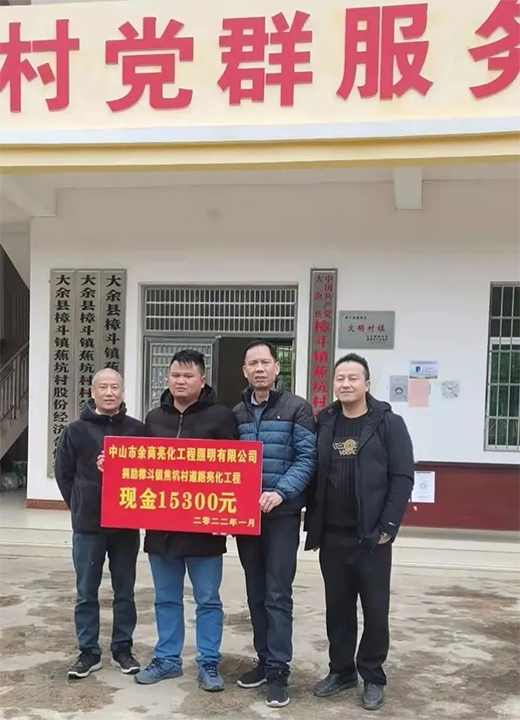 村党群服务
大余县樟斗镇蕉坑村股份经济合
大余县樟斗镇蕉坑村
大余县樟斗镇蕉
中国共产党
大余县
樟斗镇蕉坑村
文明村镇
中山市余商亮化工程照明有限公司
捐助樟斗镇焦坑村道路亮化工程
现金15300元
二〇二二年一月